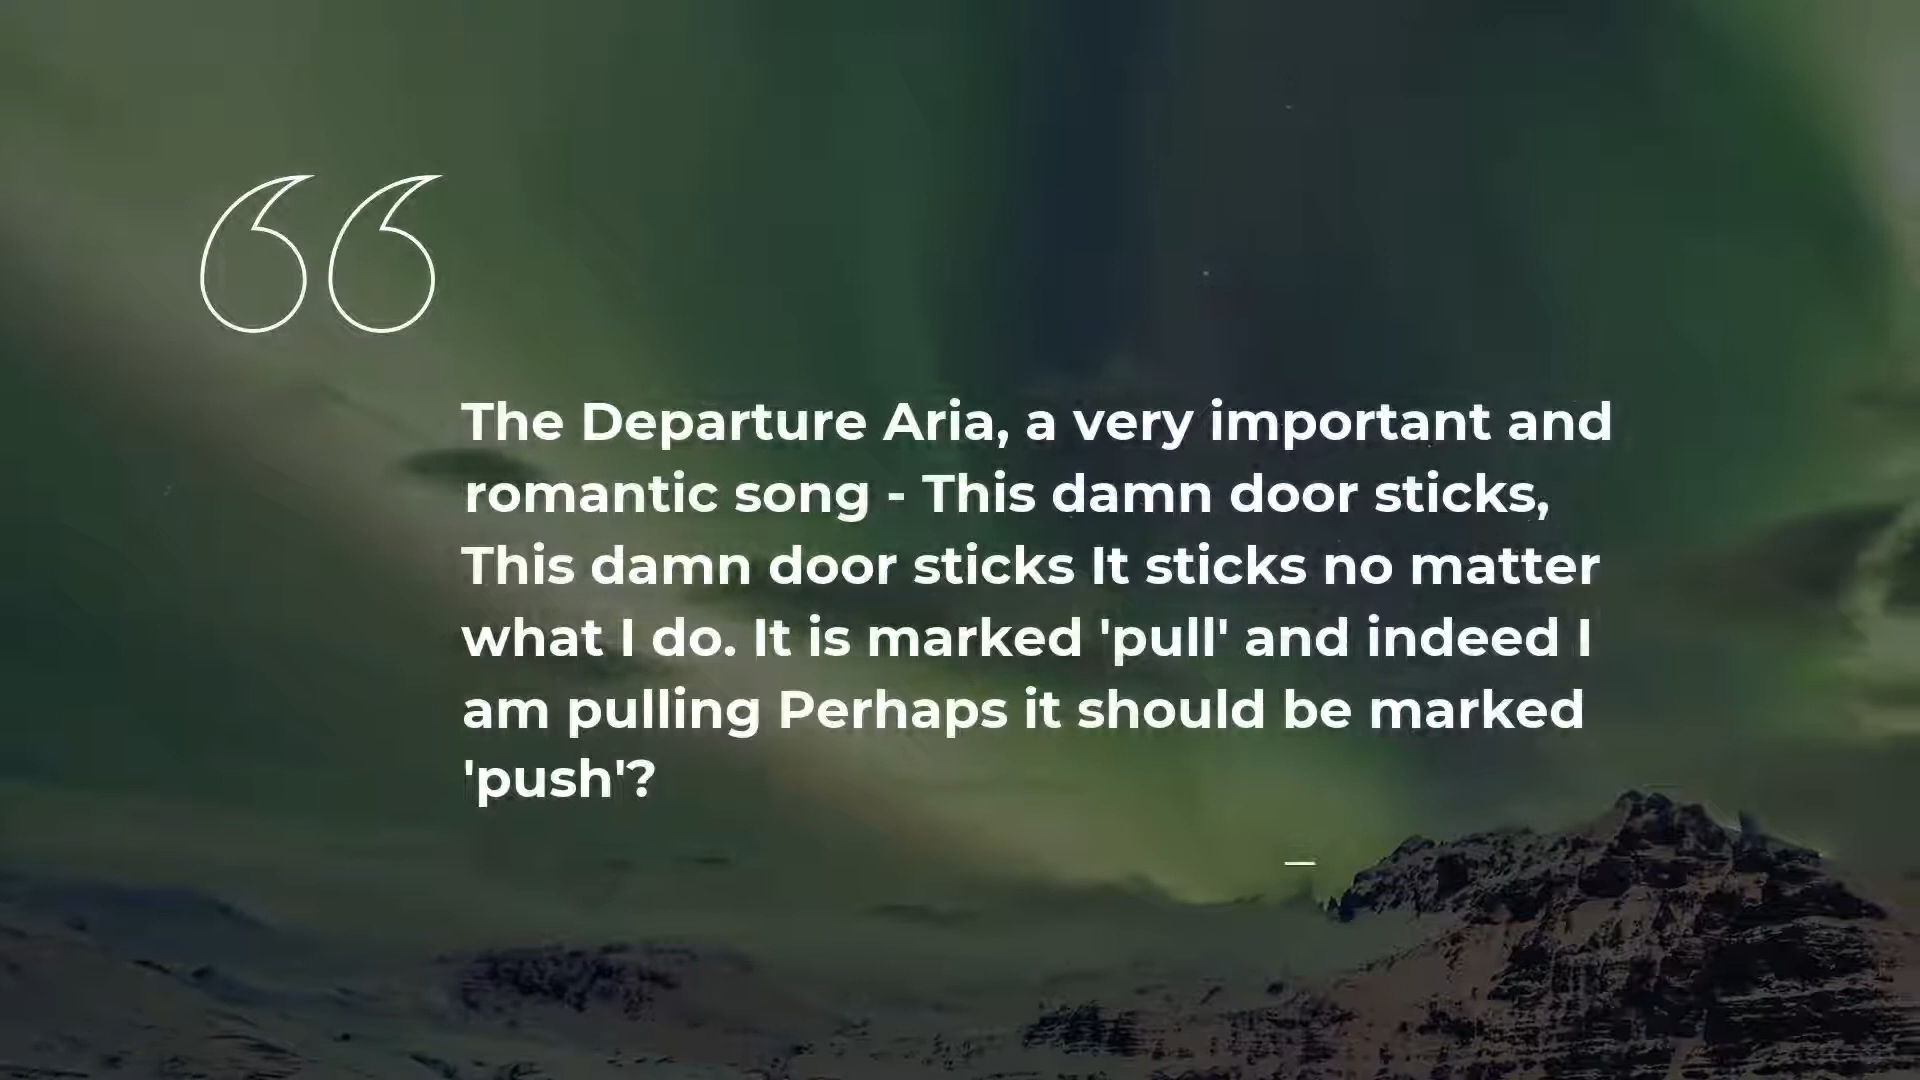 The Departure Aria, a very important and
romantic song - This damn door sticks,
This damn door sticks It sticks no matter
what I do. It is marked 'pull' and indeed I
am pulling Perhaps it should be marked
'push'?